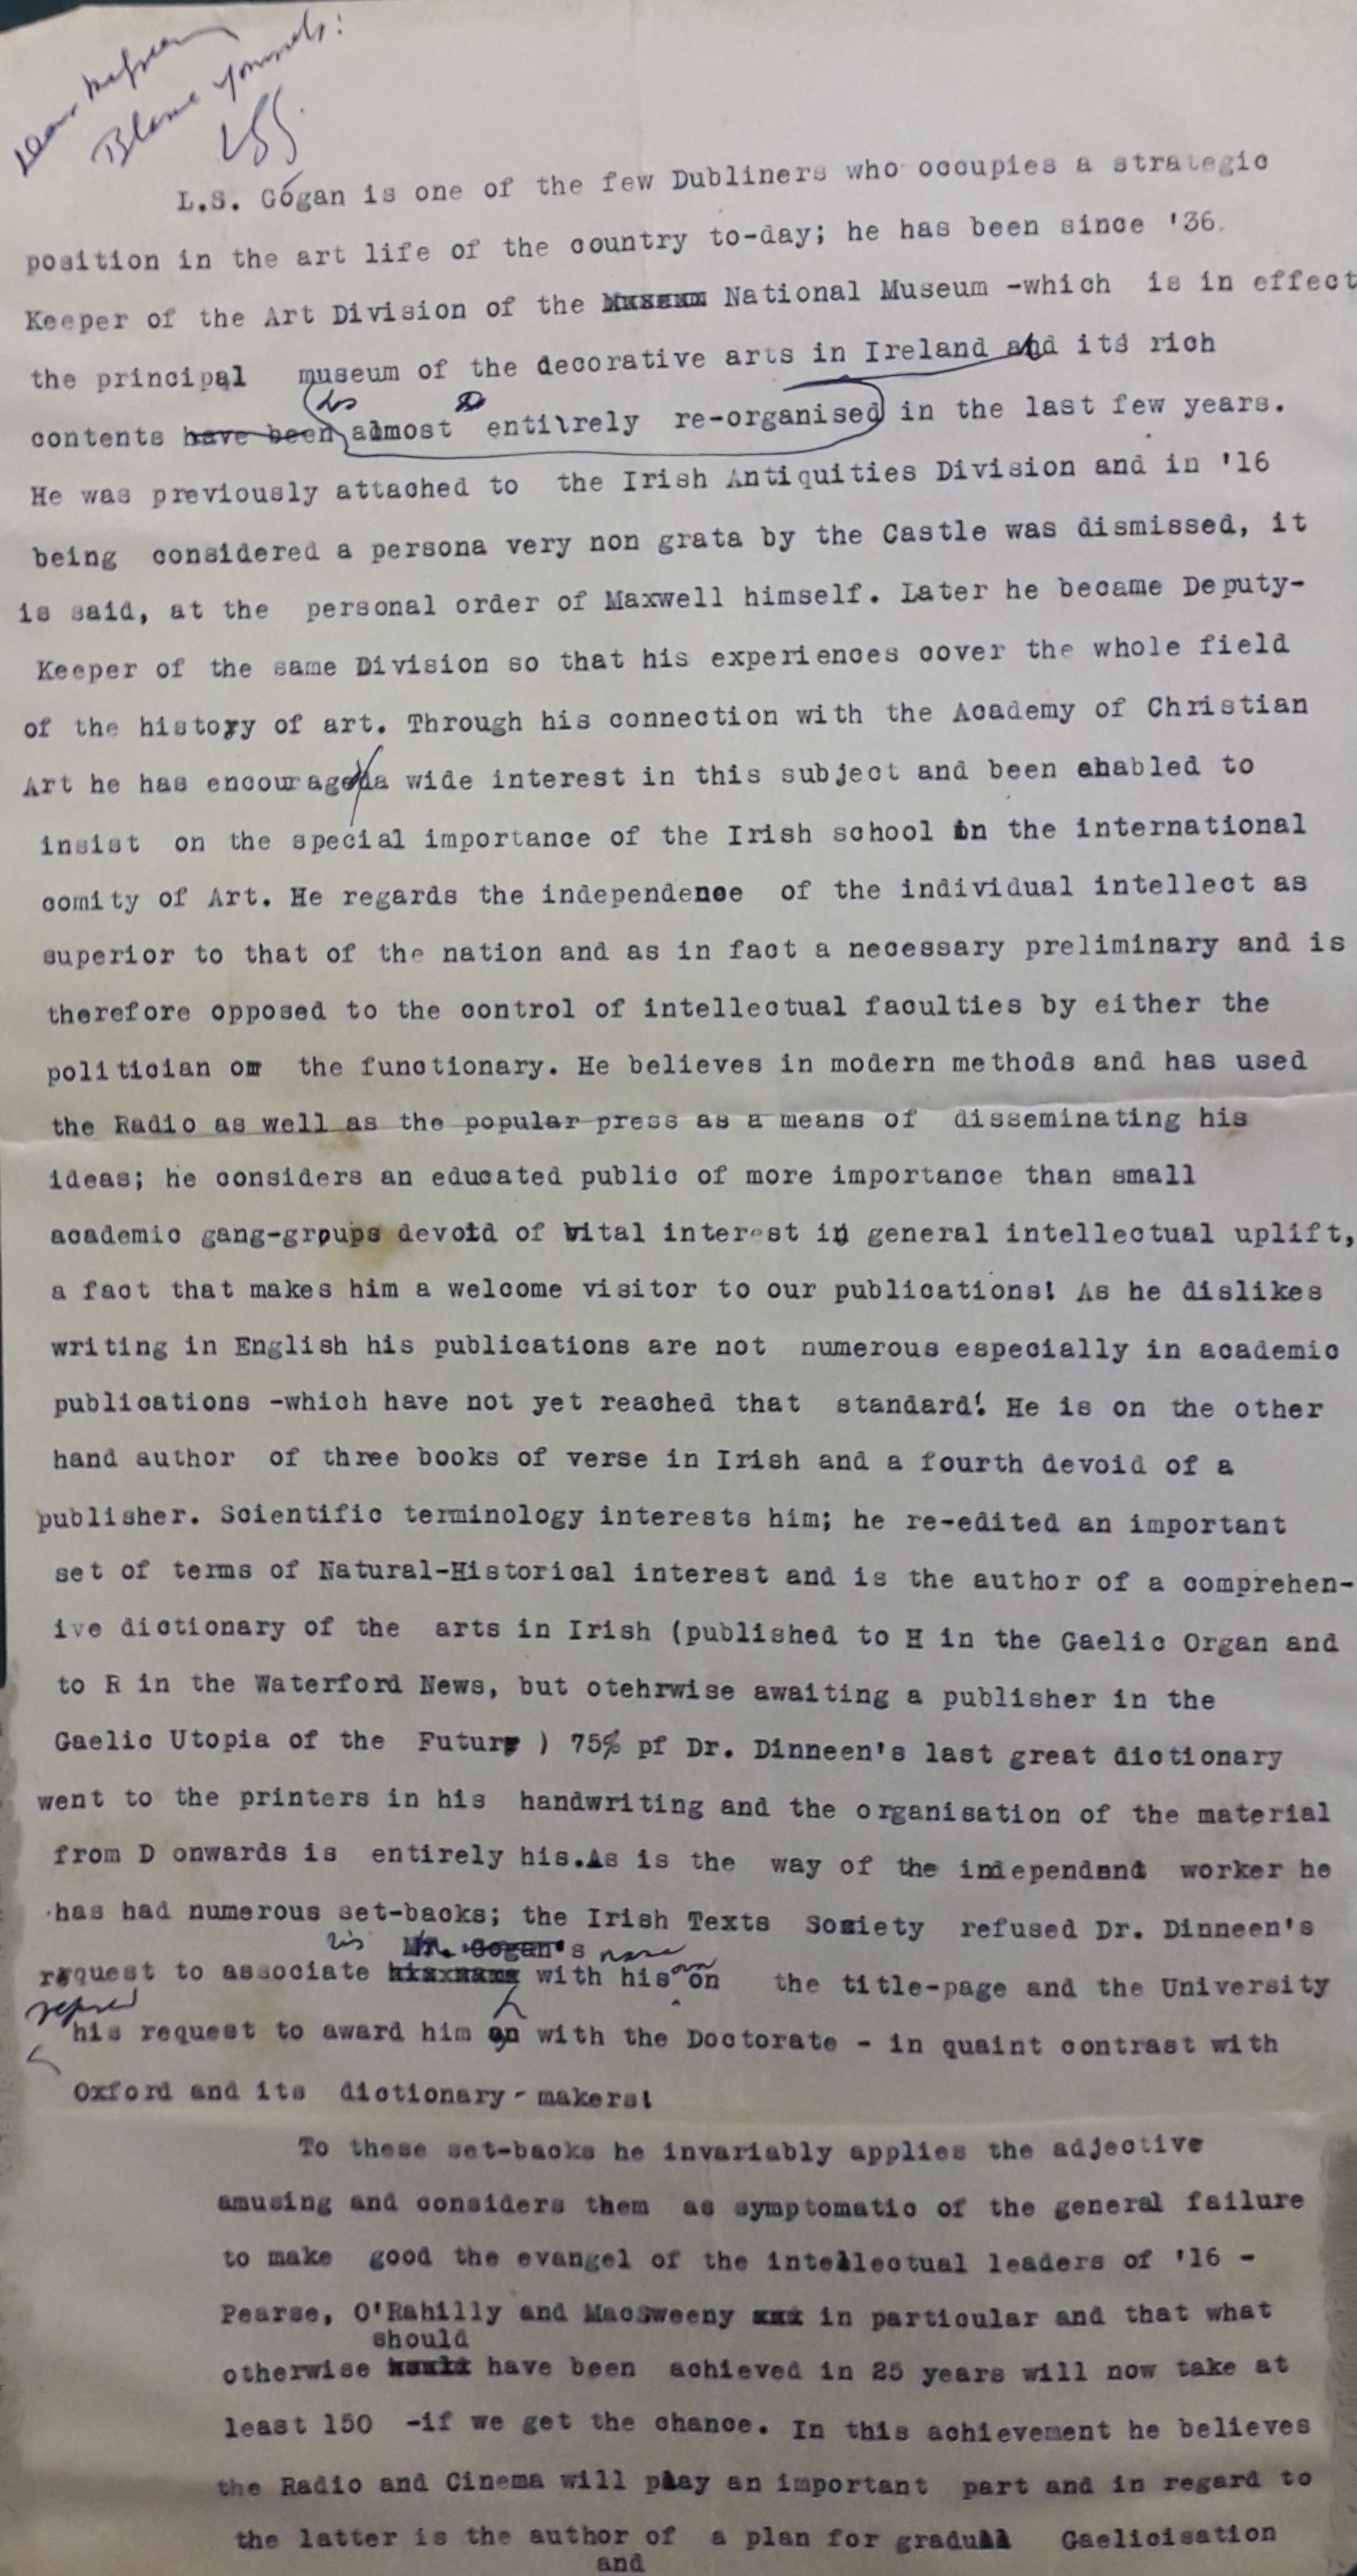 Blame yourself!
LSG.
L.S. Gógan is one of the few Dubliners who occupies a strategic
position in the art life of the country to-day; he has been since '36.
Keeper of the Art Division of the Museum National Museum -which is in effect
the principal museum of the decorative arts in Ireland and its rich
contents have been almost entirely re-organised in the last few years.
He was previously attached to the Irish Antiquities Division and in '16
being considered a persona very non grata by the Castle was dismissed, it
is said, at the personal order of Maxwell himself. Later he became Deputy-
Keeper of the same Division so that his experiences cover the whole field
of the history of art. Through his connection with the Academy of Christian
Art he has encouraged a wide interest in this subject and been enabled to
insist on the special importance of the Irish school in the international
comity of Art. He regards the independence of the individual intellect as
superior to that of the nation and as in fact a necessary preliminary and is
therefore opposed to the control of intellectual faculties by either the
politician or the functionary. He believes in modern methods and has used
the Radio as well as the popular press as a means of disseminating his
ideas; he considers an educated public of more importance than small
academic gang-groups devoid of vital interest in general intellectual uplift,
a fact that makes him a welcome visitor to our publications! As he dislikes
writing in English his publications are not numerous especially in academic
publications -which have not yet reached that standard! He is on the other
hand author of three books of verse in Irish and a fourth devoid of a
publisher. Scientific terminology interests him; he re-edited an important
set of terms of Natural-Historical interest and is the author of a comprehen-
ive dictionary of the arts in Irish (published to H in the Gaelic Organ and
to R in the Waterford News, but otehrwise awaiting a publisher in the
Gaelic Utopia of the Future ) 75% pf Dr. Dinneen's last great dictionary
went to the printers in his handwriting and the organisation of the material
from D onwards is entirely his.As is the way of the independent worker he
has had numerous set-backs; the Irish Texts Society refused Dr. Dinneen's
his Mr. Gogan's name own
request to associate his name with his on the title-page and the University
refused
his request to award him on with the Doctorate - in quaint contrast with
Oxford and its dictionary-makers!
To these set-backs he invariably applies the adjective
amusing and considers them as symptomatic of the general failure
to make good the evangel of the intellectual leaders of '16 -
Pearse, O'Rahilly and MacSweeny xxx in particular and that what
should
otherwise would have been achieved in 25 years will now take at
least 150 -if we get the chance. In this achievement he believes
the Radio and Cinema will play an important part and in regard to
the latter is the author of a plan for gradual Gaelicisation
and